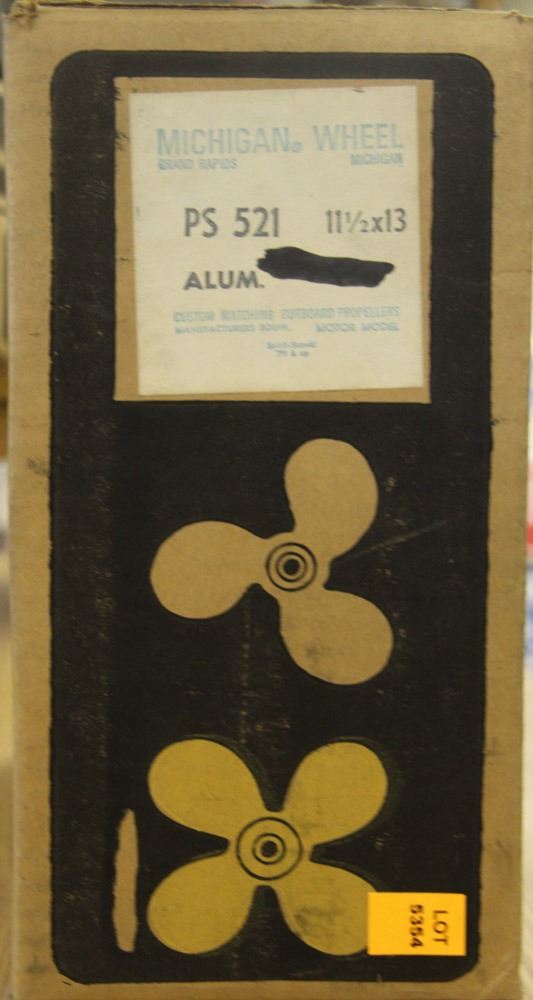 MICHIGAN® WHEEL
GRAND RAPIDS MICHIGAN
PS 521 11½x13
ALUM.
CUSTOM MATCHING OUTBOARD PROPELLERS
MANUFACTURERS EQUIV. MOTOR MODEL
LOT
5354